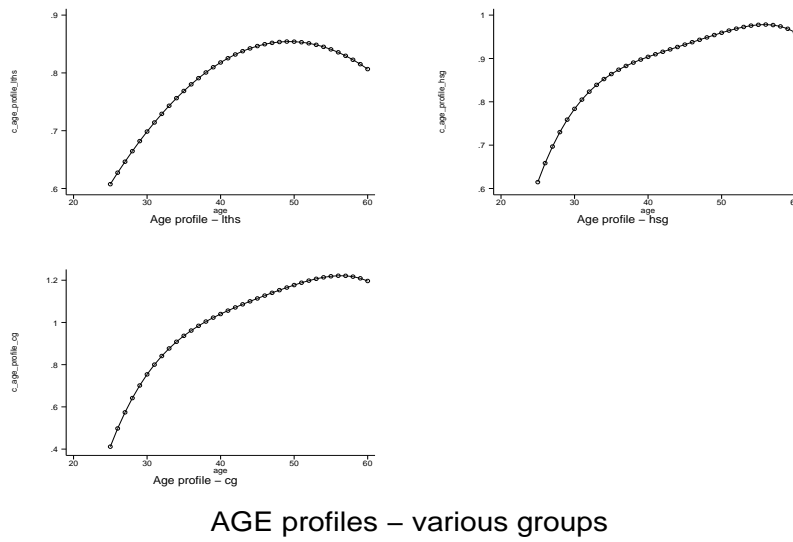 .9
.8
.7
.6
c_age_profile_lths
20
30
40
50
60
age
Age profile – lths
1
.9
.8
.7
.6
c_age_profile_hsg
20
30
40
50
60
age
Age profile – hsg
1.2
1
.8
.6
.4
c_age_profile_cg
20
30
40
50
60
age
Age profile – cg
AGE profiles – various groups